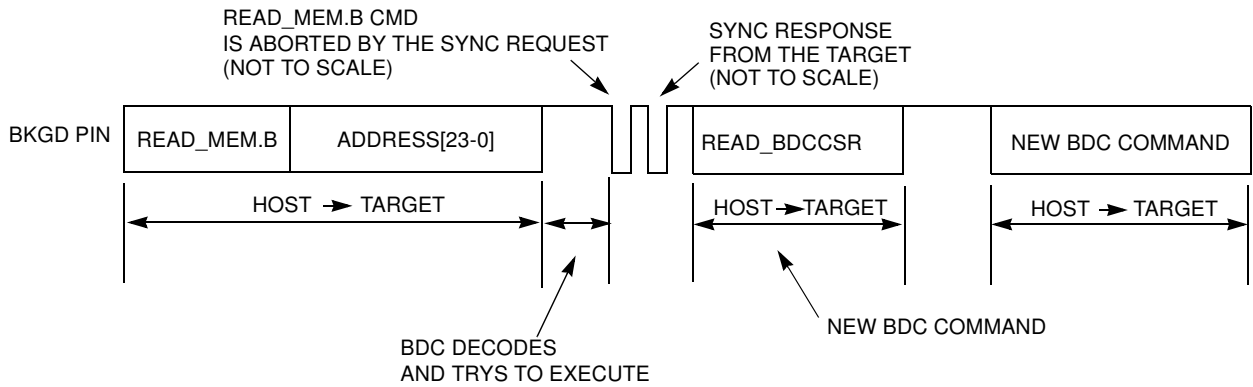 READ_MEM.B CMD
IS ABORTED BY THE SYNC REQUEST
(NOT TO SCALE)
SYNC RESPONSE
FROM THE TARGET
(NOT TO SCALE)
BKGD PIN
READ_MEM.B
ADDRESS[23-0]
READ_BDCCSR
NEW BDC COMMAND
HOST TARGET
HOST TARGET
HOST TARGET
NEW BDC COMMAND
BDC DECODES
AND TRYS TO EXECUTE